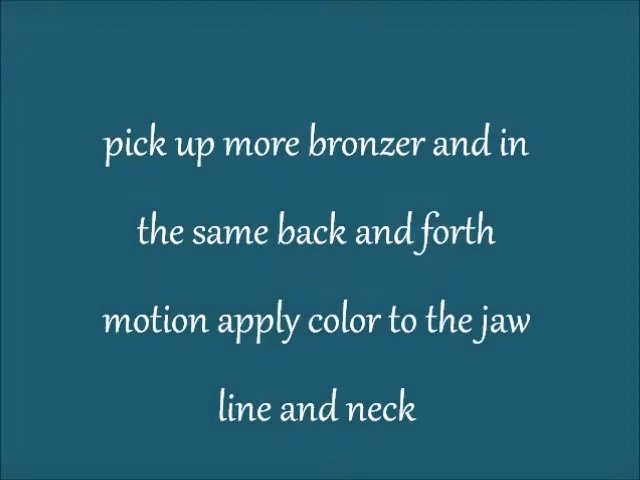 pick up more bronzer and in
the same back and forth
motion apply color to the jaw
line and neck